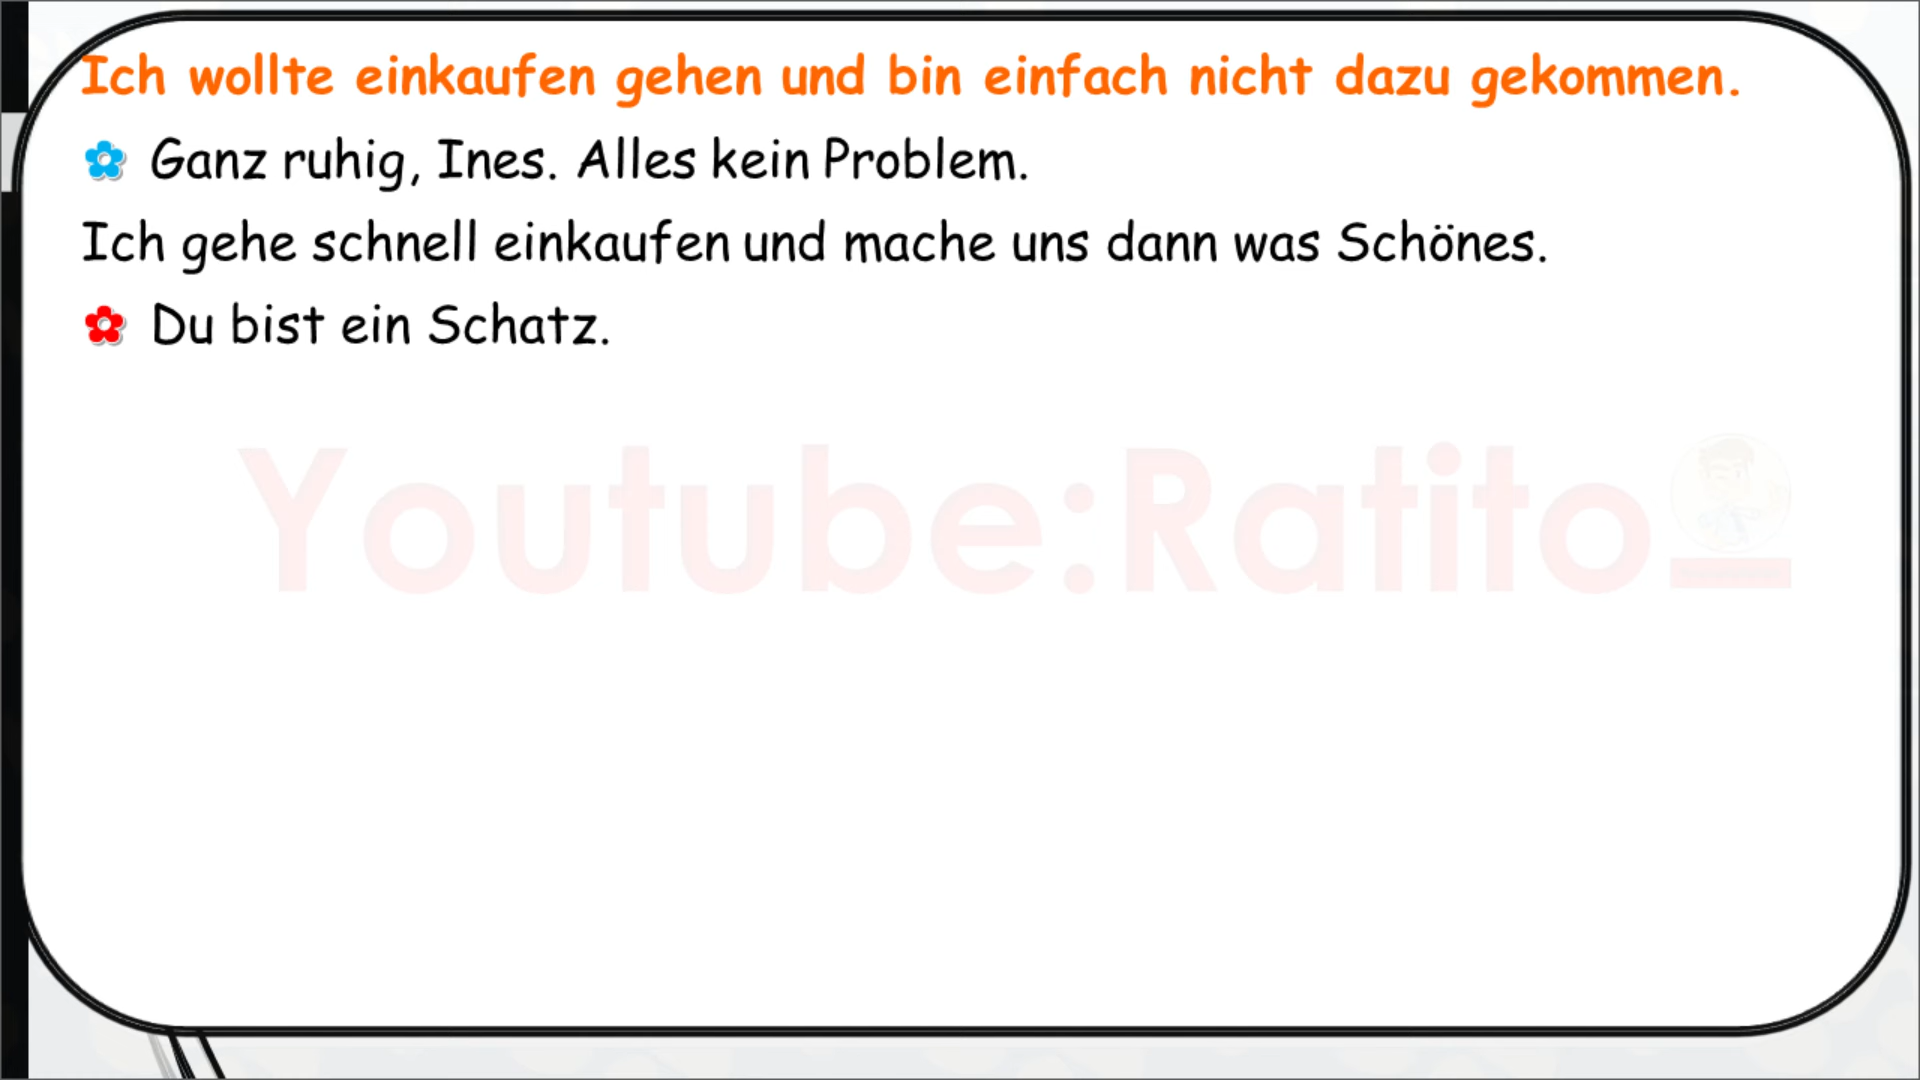 Ich wollte einkaufen gehen und bin einfach nicht dazu gekommen.
Ganz ruhig, Ines. Alles kein Problem.
Ich gehe schnell einkaufen und mache uns dann was Schönes.
Du bist ein Schatz.
Youtube:Ratito